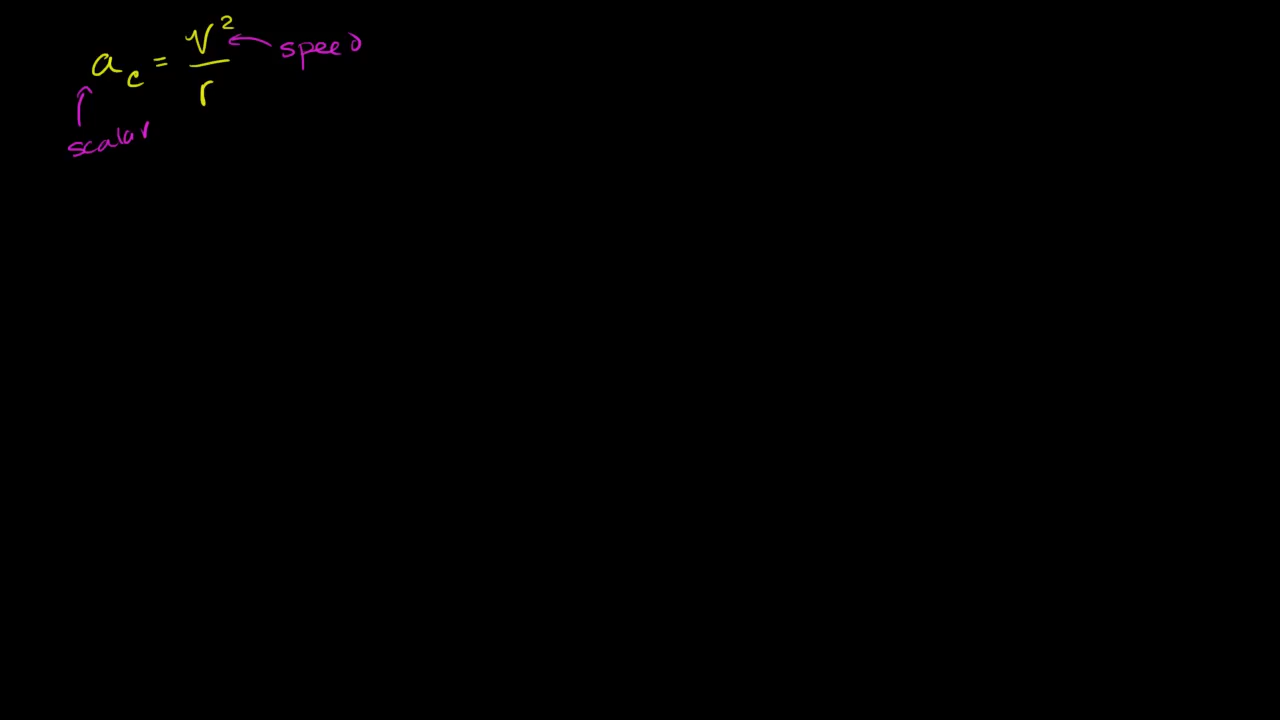 a_c = v²/r
speed
scalar